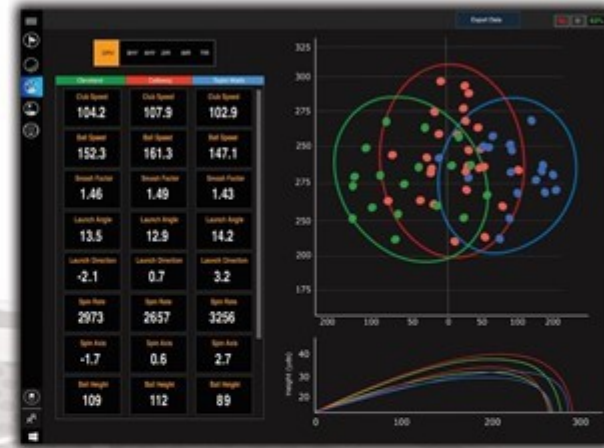 Export Data
Cleveland Callaway TaylorMade
Club Speed Club Speed Club Speed
104.2 107.9 102.9
Ball Speed Ball Speed Ball Speed
152.3 161.3 147.1
Smash Factor Smash Factor Smash Factor
1.46 1.49 1.43
Launch Angle Launch Angle Launch Angle
13.5 12.9 14.2
Launch Direction Launch Direction Launch Direction
-2.1 0.7 3.2
Spin Rate Spin Rate Spin Rate
2973 2657 3256
Spin Axis Spin Axis Spin Axis
-1.7 0.6 2.7
Ball Height Ball Height Ball Height
109 112 89
325
300
275
250
275
250
200
175
200 100 50 0 50 100 200
Height (yds)
40
30
20
0 100 200 300